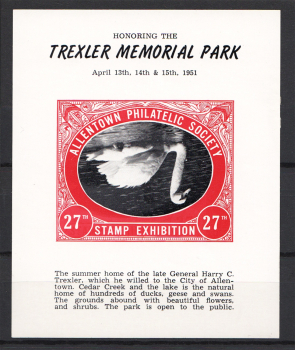 HONORING THE
TREXLER MEMORIAL PARK
April 13th, 14th & 15th, 1951
ALLENTOWN PHILATELIC SOCIETY
27TH 27TH
STAMP EXHIBITION
The summer home of the late General Harry C.
Trexler, which he willed to the City of Allen-
town. Cedar Creek and the lake is the natural
home of hundreds of ducks, geese and swans.
The grounds abound with beautiful flowers,
and shrubs. The park is open to the public.